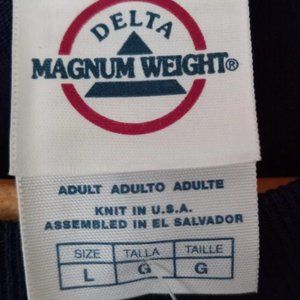 DELTA
MAGNUM WEIGHT®
ADULT ADULTO ADULTE
KNIT IN U.S.A.
ASSEMBLED IN EL SALVADOR
SIZE TALLA TAILLE
L G G